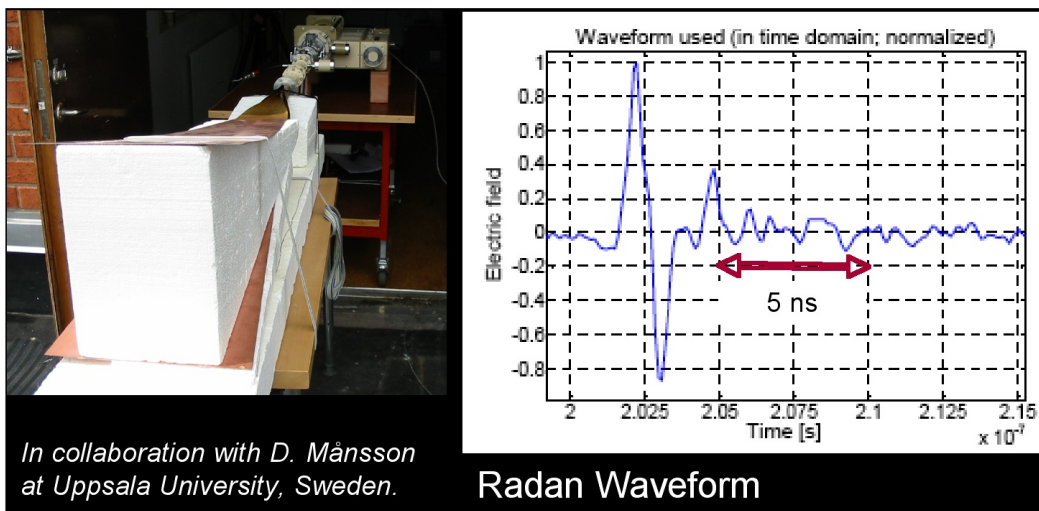 In collaboration with D. Månsson
at Uppsala University, Sweden.
Waveform used (in time domain; normalized)
Electric field
1
0.8
0.6
0.4
0.2
0
-0.2
-0.4
-0.6
-0.8
5 ns
2 2.025 2.05 2.075 2.1 2.125 2.15
Time [s]
x 10⁻⁷
Radan Waveform